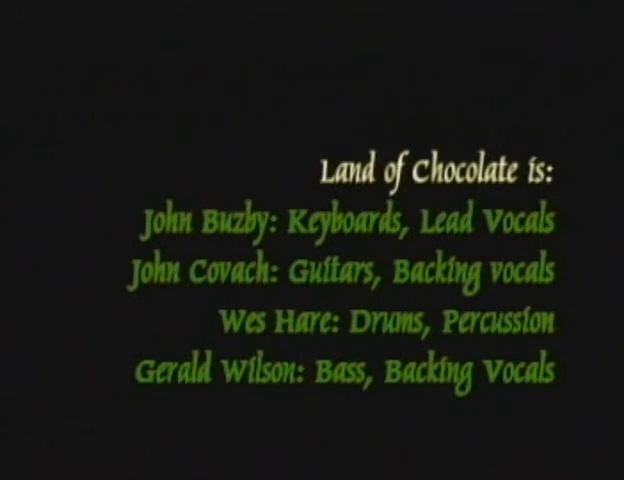 Land of Chocolate is:
John Buzby: Keyboards, Lead Vocals
John Covach: Guitars, Backing vocals
Wes Hare: Drums, Percussion
Gerald Wilson: Bass, Backing Vocals